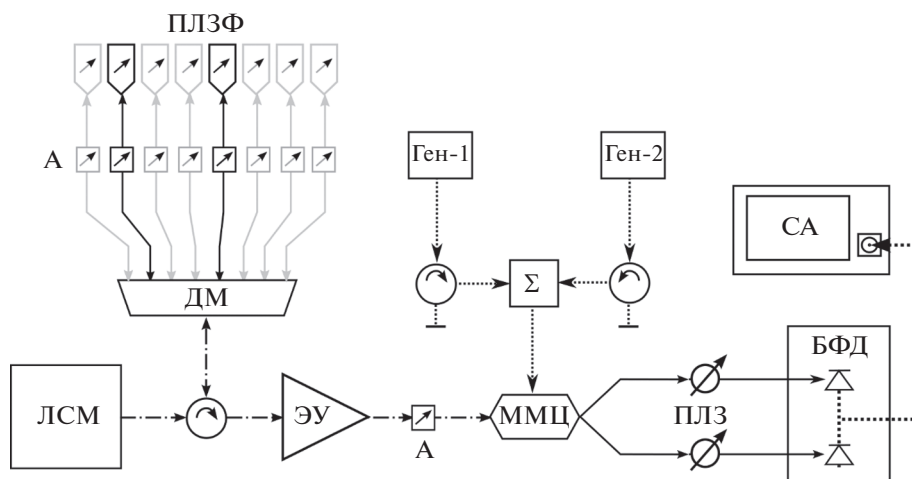 ПЛЗФ
А
Ген-1
Ген-2
СА
Σ
ДМ
БФД
ЛСМ
ЭУ
ММЦ
ПЛЗ
А